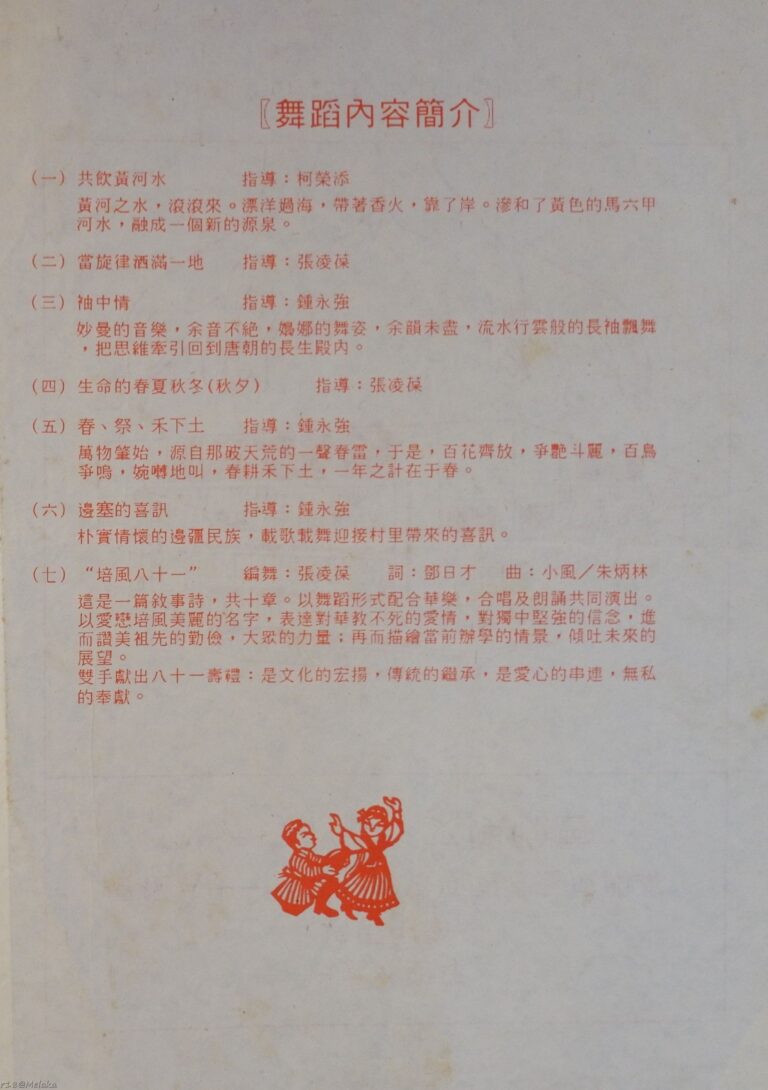 〖舞蹈內容簡介〗
(一) 共飲黃河水 指導：柯榮添
黃河之水，滾滾來。漂洋過海，帶著香火，靠了岸。滲和了黃色的馬六甲
河水，融成一個新的源泉。
(二) 當旋律洒滿一地 指導：張凌葆
(三) 袖中情 指導：鍾永強
妙曼的音樂，余音不絕，嫋娜的舞姿，余韻未盡，流水行雲般的長袖飄舞
，把思維牽引回到唐朝的長生殿內。
(四) 生命的春夏秋冬(秋夕) 指導：張凌葆
(五) 春、祭、禾下土 指導：鍾永強
萬物肇始，源自那破天荒的一聲春雷，于是，百花齊放，爭艷斗麗，百鳥
爭鳴，婉囀地叫，春耕禾下土，一年之計在于春。
(六) 邊塞的喜訊 指導：鍾永強
朴實情懷的邊疆民族，載歌載舞迎接村里帶來的喜訊。
(七) “培風八十一” 編舞：張凌葆 詞：鄧日才 曲：小風／朱炳林
這是一篇敘事詩，共十章。以舞蹈形式配合華樂，合唱及朗誦共同演出。
以愛戀培風美麗的名字，表達對華教不死的愛情，對獨中堅強的信念，進
而讚美祖先的勤儉，大眾的力量；再而描繪當前辦學的情景，傾吐未來的
展望。
雙手獻出八十一壽禮：是文化的宏揚，傳統的繼承，是愛心的串連，無私
的奉獻。
r3.2@Melaka